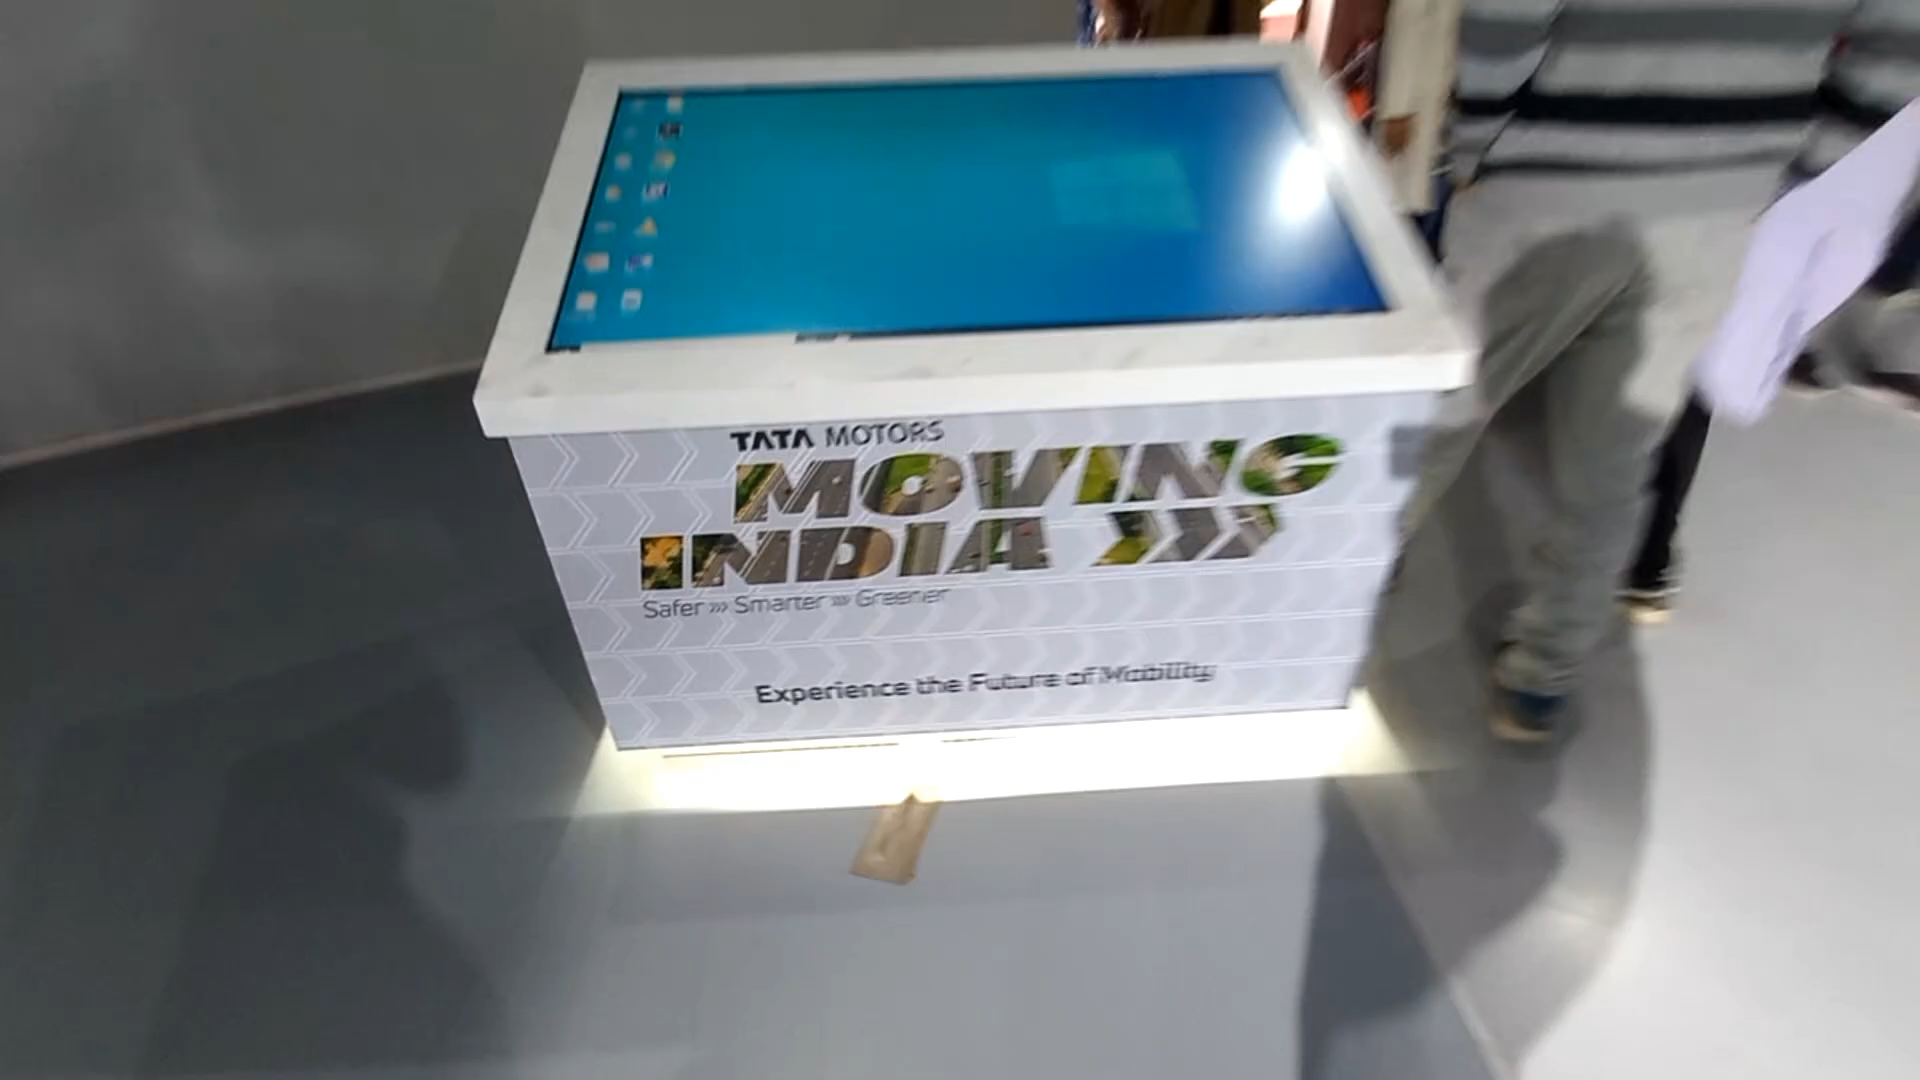 TATA MOTORS
MOVING
INDIA
Safer ››› Smarter ››› Greener
Experience the Future of Mobility